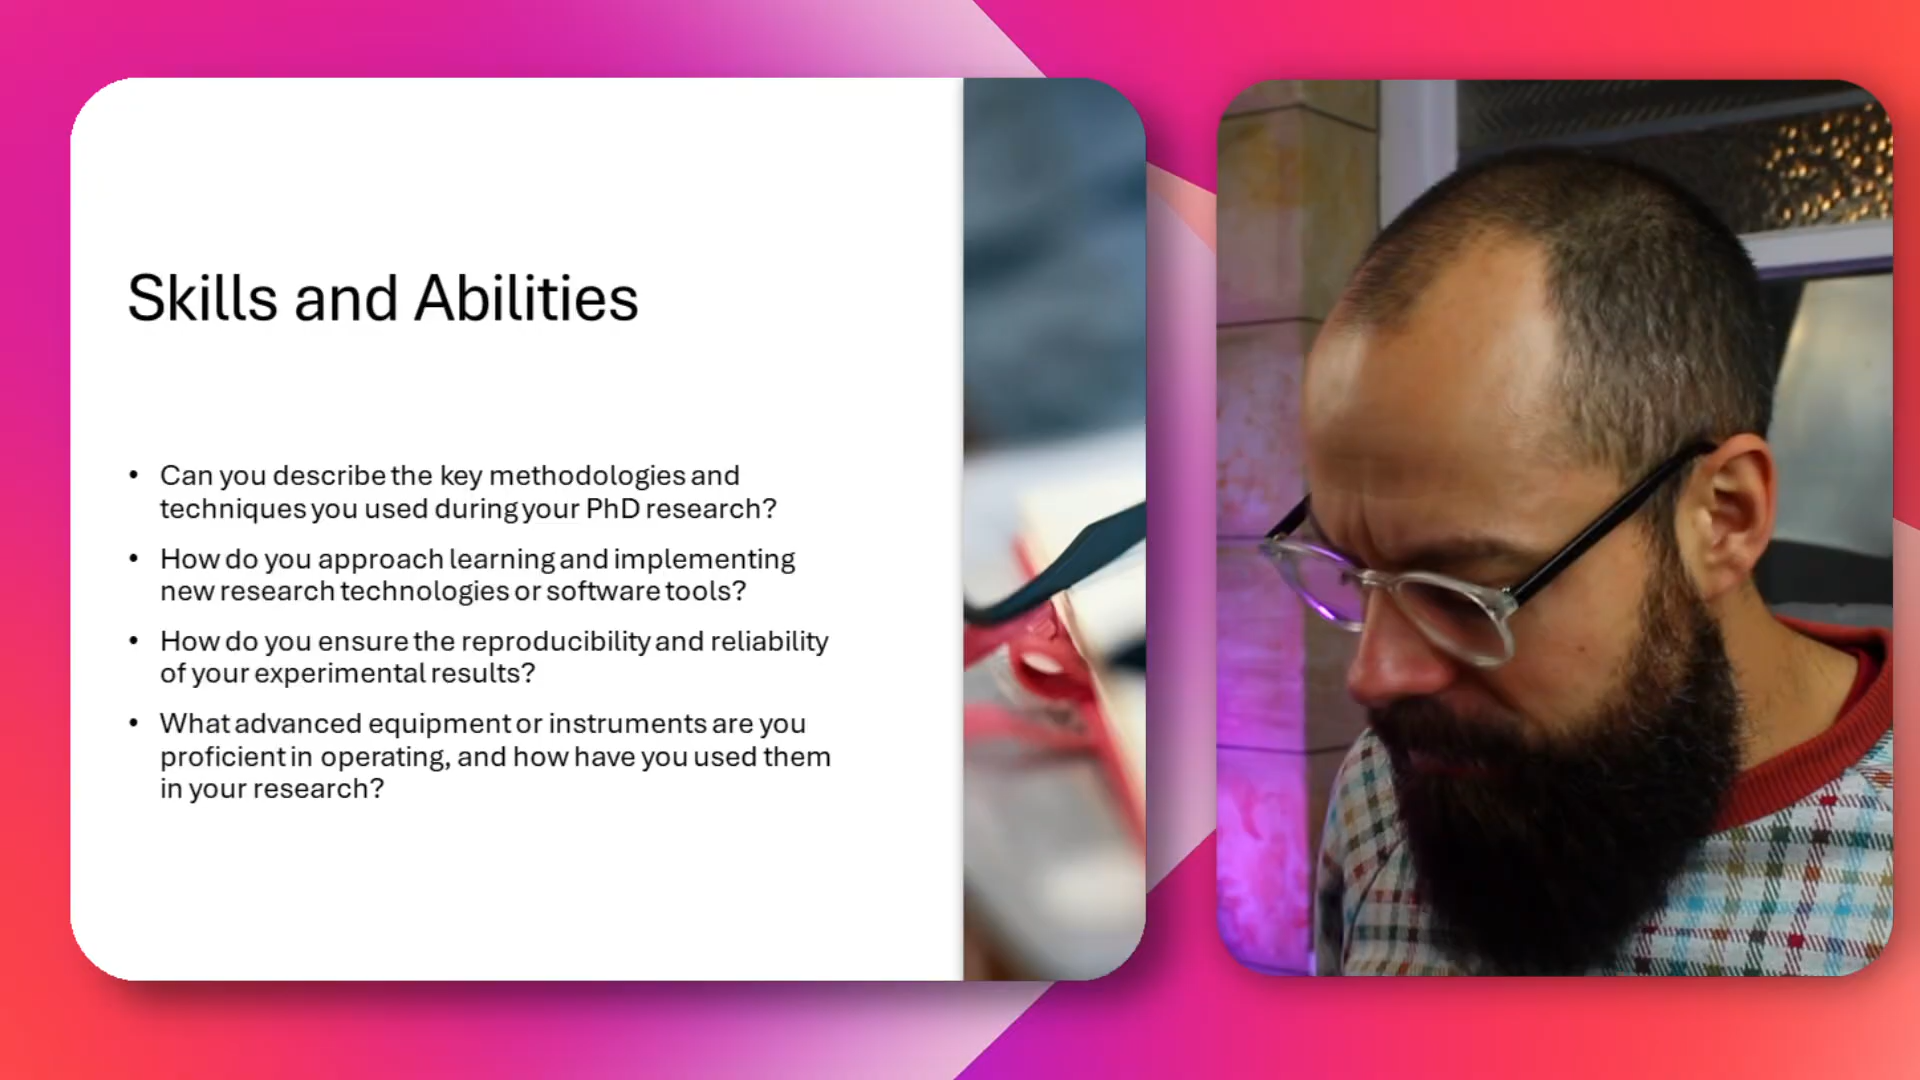 Skills and Abilities
• Can you describe the key methodologies and
techniques you used during your PhD research?
• How do you approach learning and implementing
new research technologies or software tools?
• How do you ensure the reproducibility and reliability
of your experimental results?
• What advanced equipment or instruments are you
proficient in operating, and how have you used them
in your research?